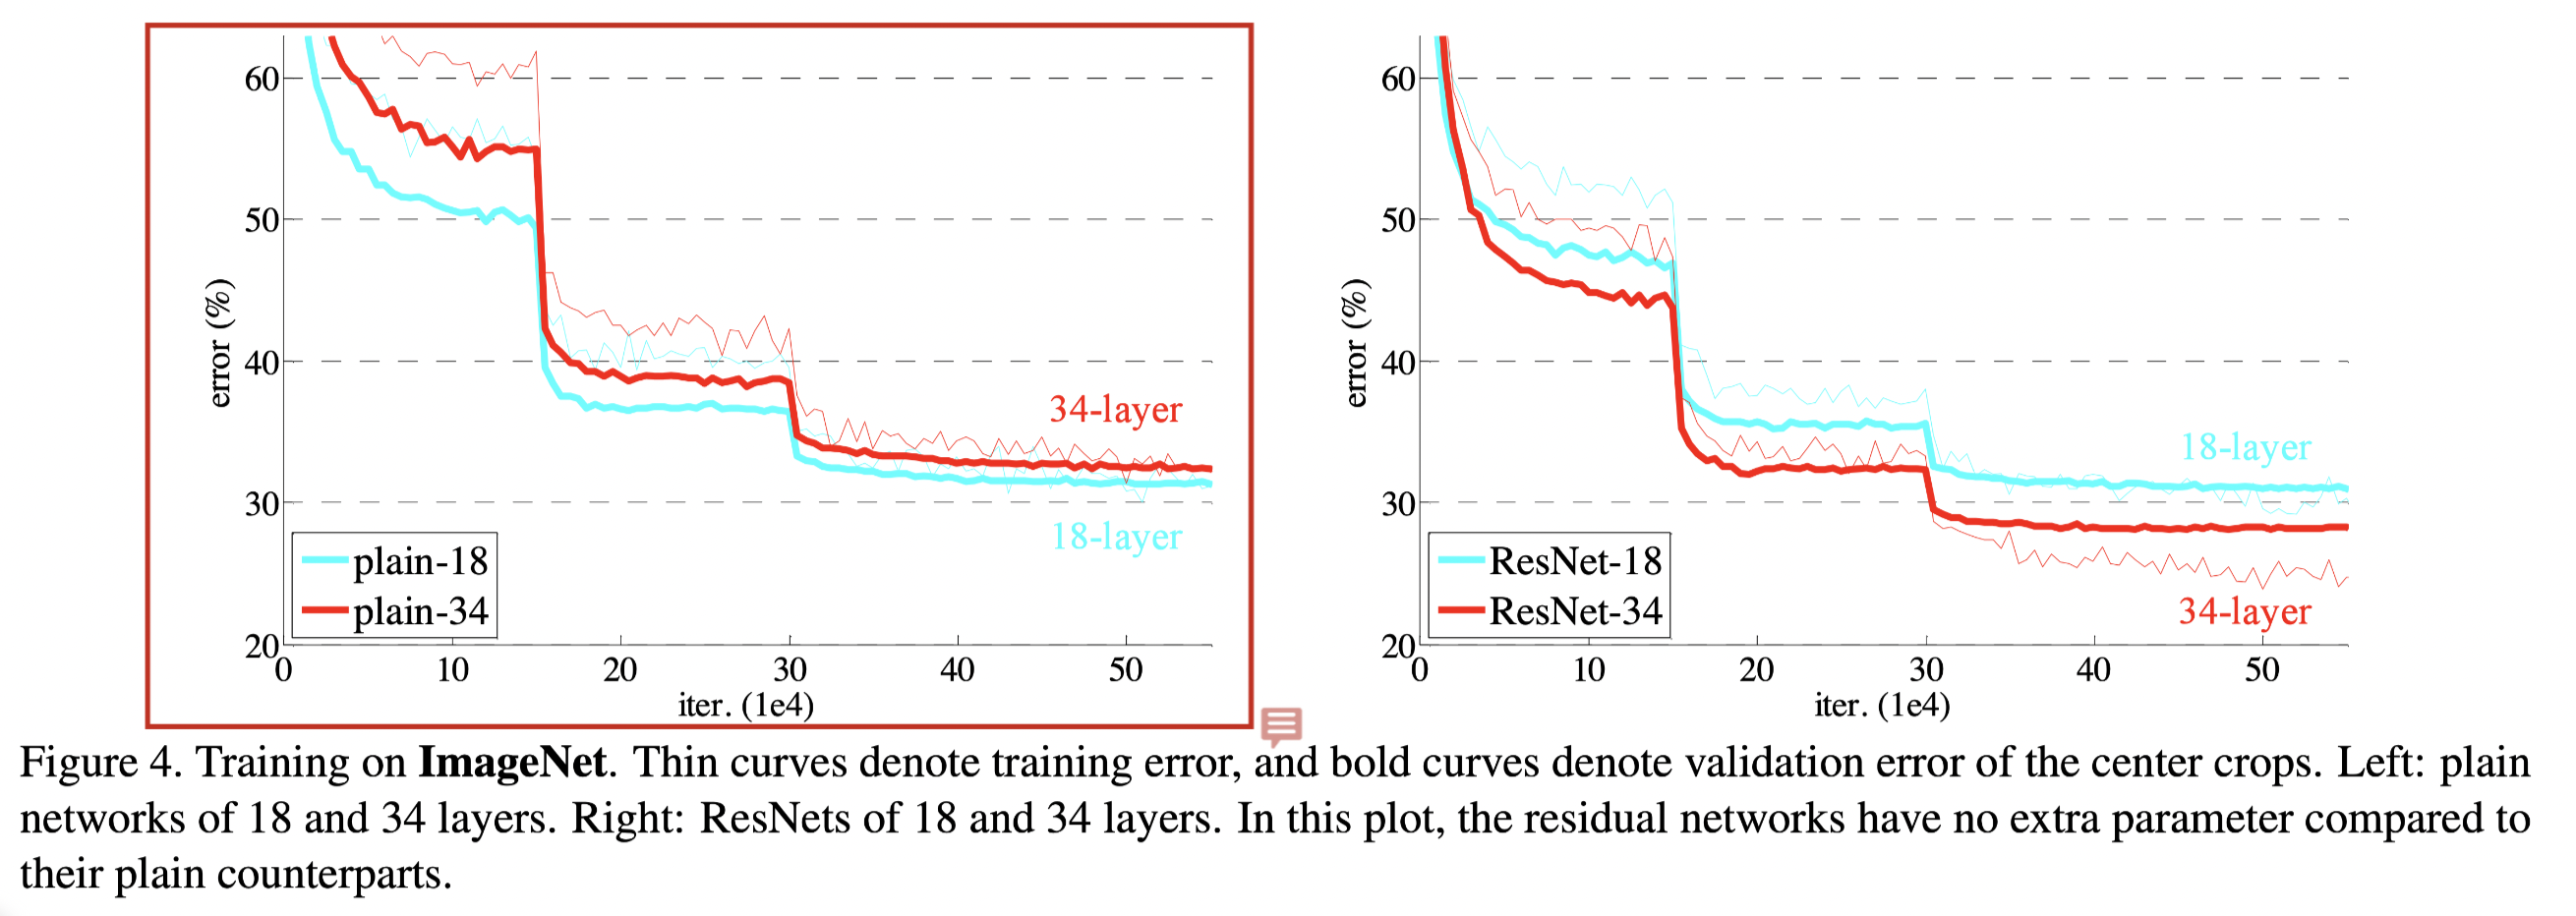 60
50
40
30
20
error (%)
0 10 20 30 40 50
iter. (1e4)
34-layer
18-layer
plain-18
plain-34
60
50
40
30
20
error (%)
0 10 20 30 40 50
iter. (1e4)
18-layer
34-layer
ResNet-18
ResNet-34
Figure 4. Training on ImageNet. Thin curves denote training error, and bold curves denote validation error of the center crops. Left: plain
networks of 18 and 34 layers. Right: ResNets of 18 and 34 layers. In this plot, the residual networks have no extra parameter compared to
their plain counterparts.